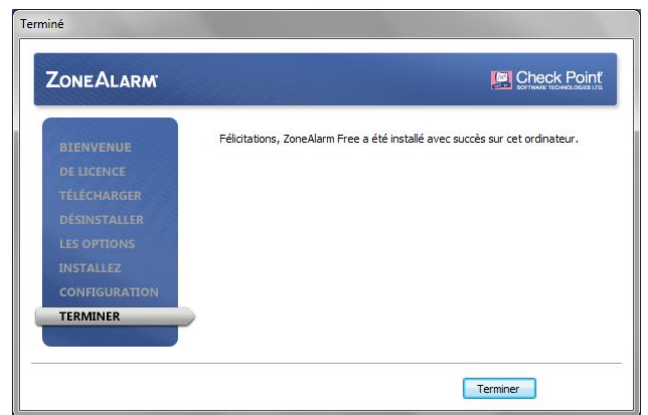 Terminé
ZONEALARM
Check Point
SOFTWARE TECHNOLOGIES LTD.
BIENVENUE
DE LICENCE
TÉLÉCHARGER
DÉSINSTALLER
LES OPTIONS
INSTALLEZ
CONFIGURATION
TERMINER
Félicitations, ZoneAlarm Free a été installé avec succès sur cet ordinateur.
Terminer